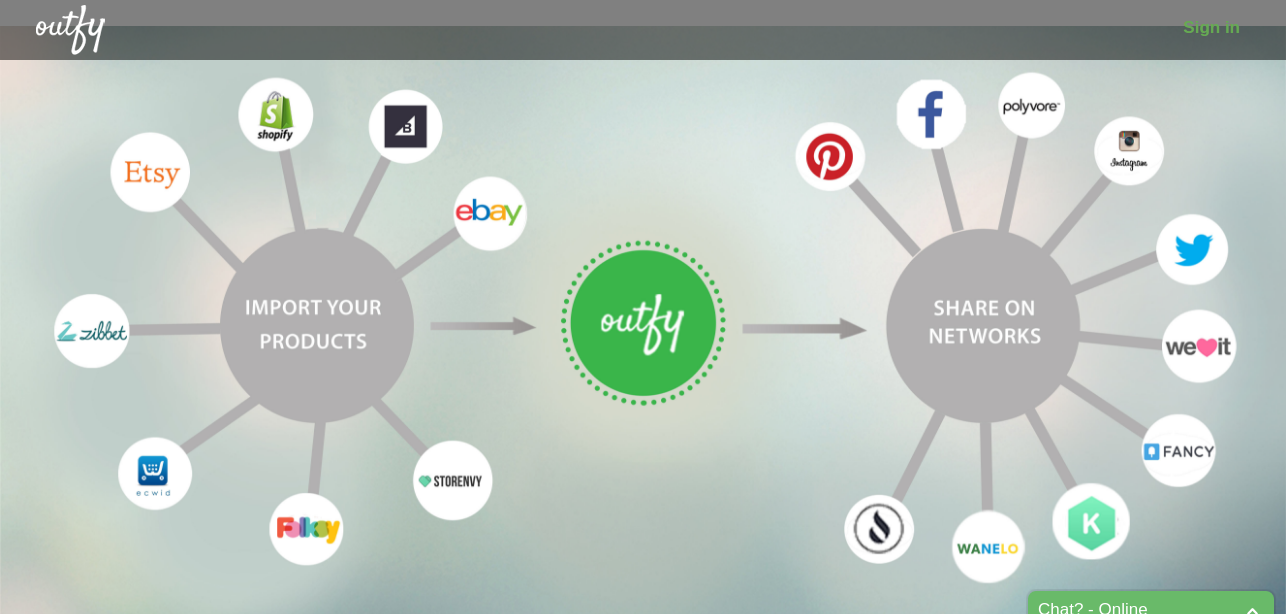 outfy
Sign in
shopify
B
Etsy
ebay
zibbet
ecwid
Folksy
STORENVY
IMPORT YOUR
PRODUCTS
outfy
polyvore
Instagram
we it
FANCY
K
WANELO
SHARE ON
NETWORKS
Chat? - Online